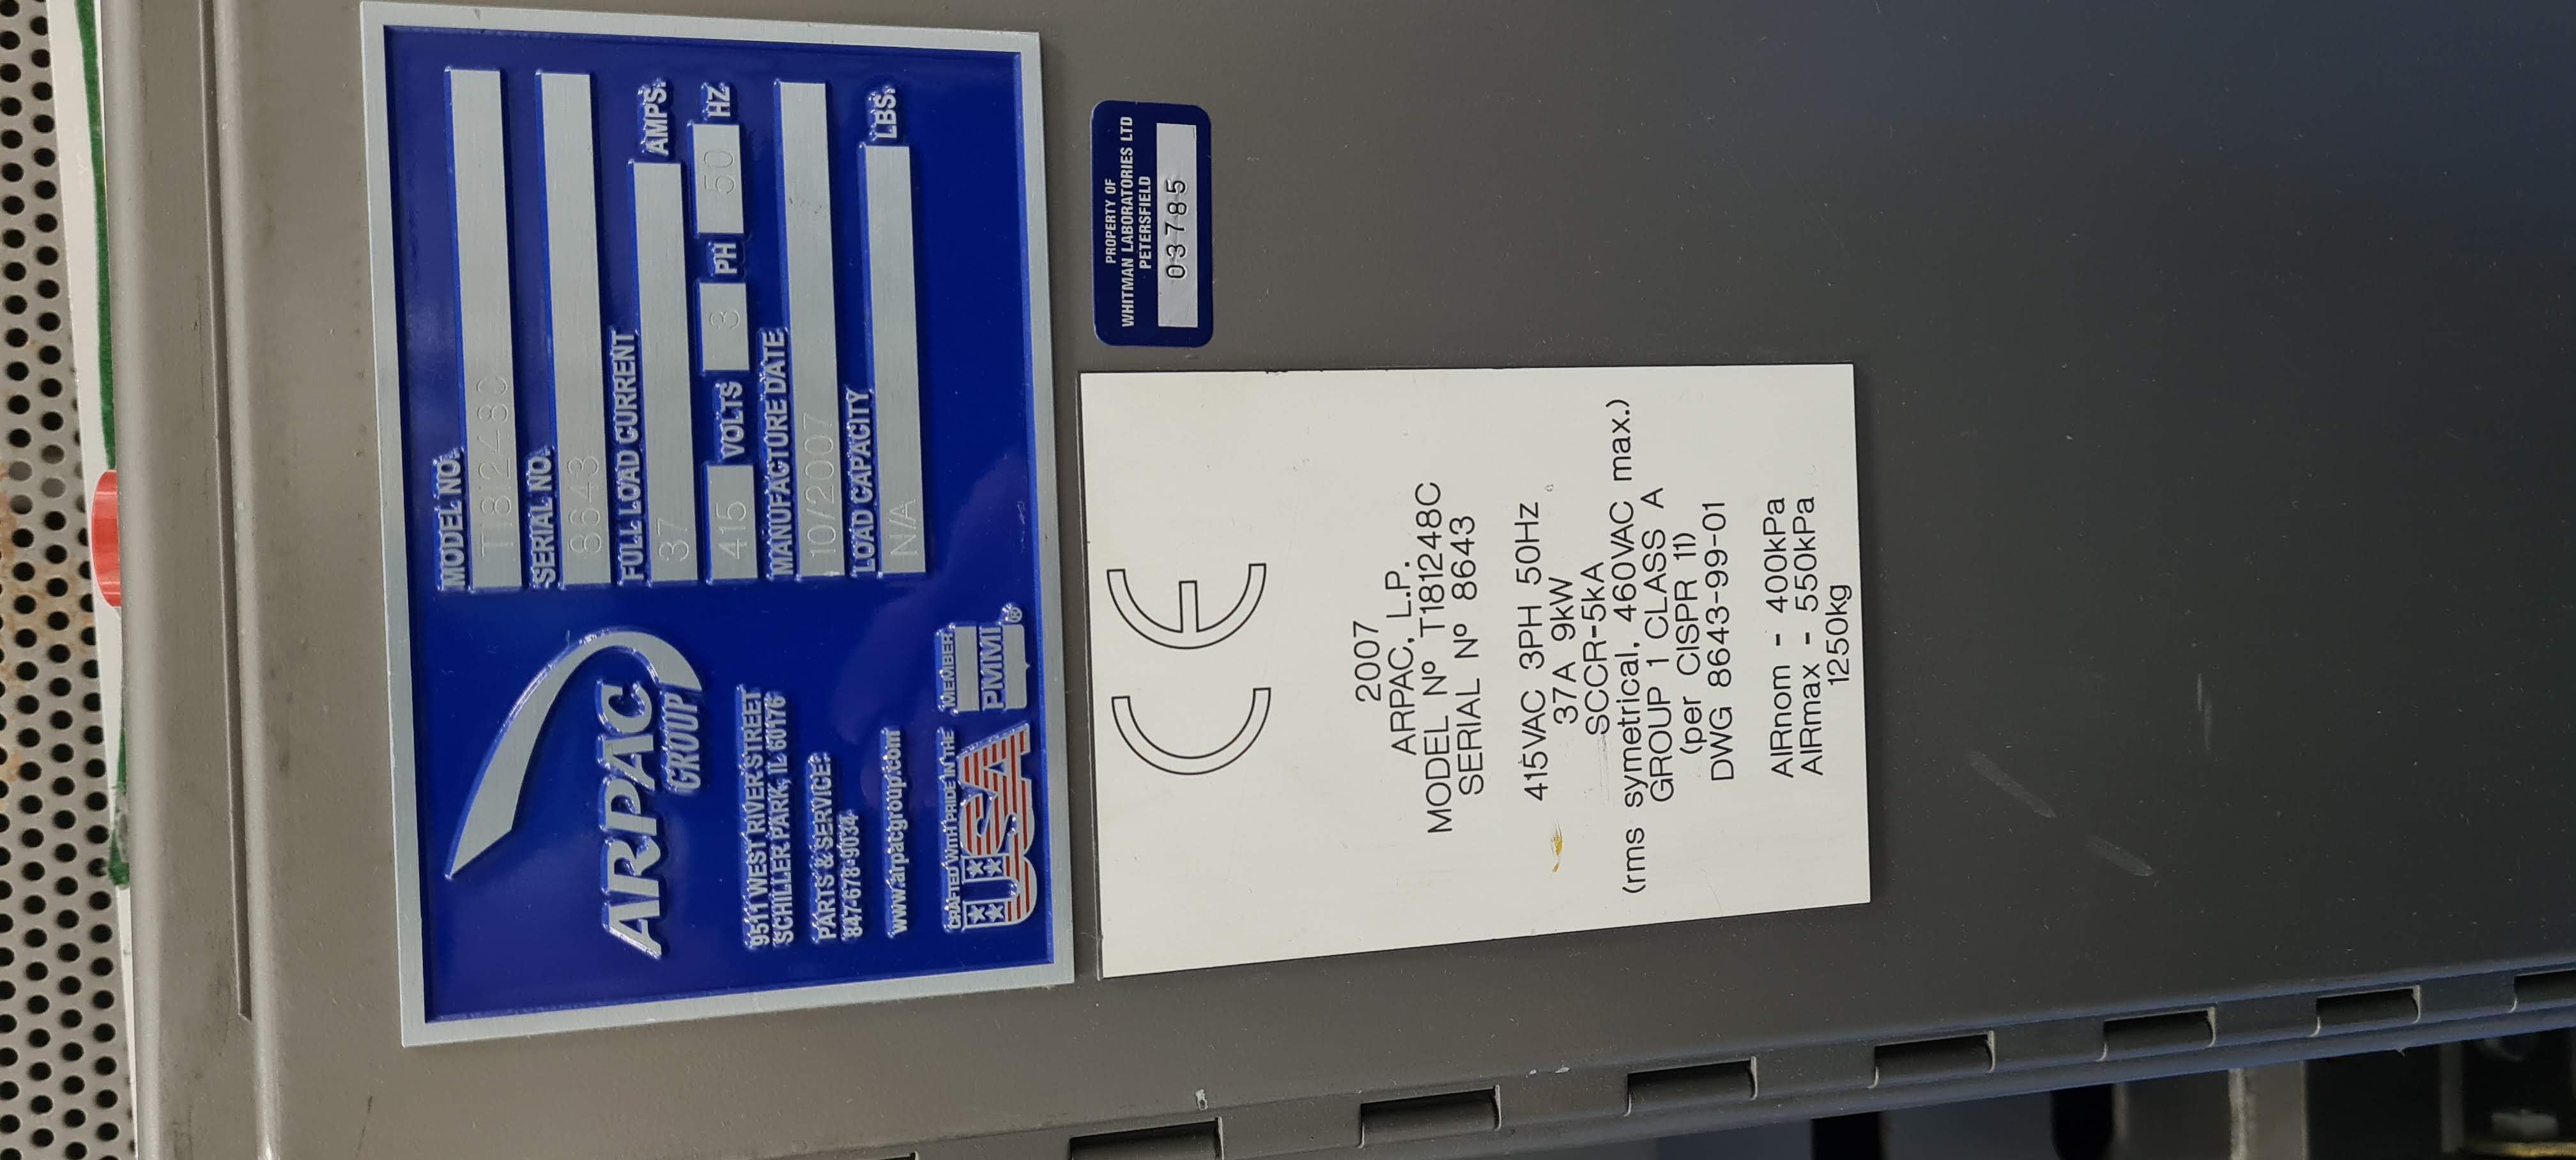 ARPAC
GROUP
9511 WEST RIVER STREET
SCHILLER PARK, IL 60176
PARTS & SERVICE:
847-678-9034
www.arpacgroup.com
CRAFTED WITH PRIDE IN THE
USA
MEMBER
PMMI®
MODEL NO.
T181248C
SERIAL NO.
8643
FULL LOAD CURRENT
37 AMPS.
415 VOLTS 3 PH 50 HZ
MANUFACTURE DATE
10/2007
LOAD CAPACITY
N/A LBS.
CE
2007
ARPAC, L.P.
MODEL Nº T181248C
SERIAL Nº 8643
415VAC 3PH 50Hz
37A 9kW
SCCR-5kA
(rms symetrical, 460VAC max.)
GROUP 1 CLASS A
(per CISPR 11)
DWG 8643-99-01
AIRnom - 400kPa
AIRmax - 550kPa
1250kg
PROPERTY OF
WHITMAN LABORATORIES LTD
PETERSFIELD
03785